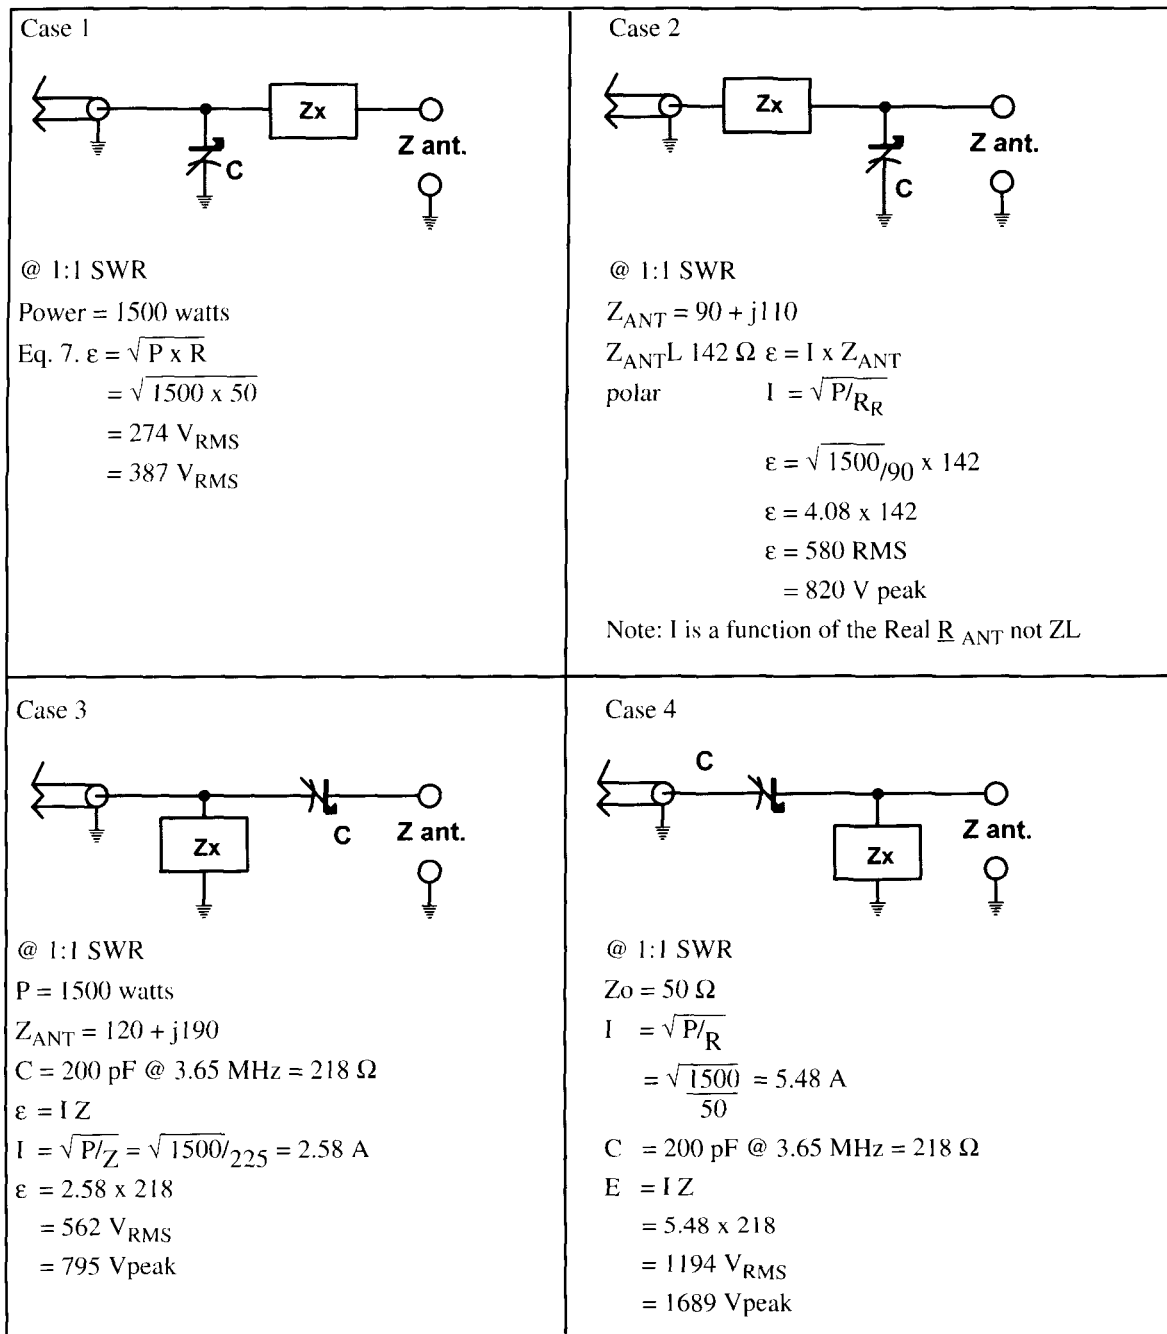 Case 1
Zx
Z ant.
C
@ 1:1 SWR
Power = 1500 watts
Eq. 7. ε = √P x R
= √1500 x 50
= 274 V_RMS
= 387 V_RMS
Case 2
Zx
Z ant.
C
@ 1:1 SWR
Z_ANT = 90 + j110
Z_ANT L 142 Ω ε = I x Z_ANT
polar I = √P/R_R
ε = √1500/90 x 142
ε = 4.08 x 142
ε = 580 RMS
= 820 V peak
Note: I is a function of the Real R_ANT not ZL
Case 3
C
Z ant.
Zx
@ 1:1 SWR
P = 1500 watts
Z_ANT = 120 + j190
C = 200 pF @ 3.65 MHz = 218 Ω
ε = I Z
I = √P/Z = √1500/225 = 2.58 A
ε = 2.58 x 218
= 562 V_RMS
= 795 Vpeak
Case 4
C
Z ant.
Zx
@ 1:1 SWR
Zo = 50 Ω
I = √P/R
= √1500/50 = 5.48 A
C = 200 pF @ 3.65 MHz = 218 Ω
E = I Z
= 5.48 x 218
= 1194 V_RMS
= 1689 Vpeak